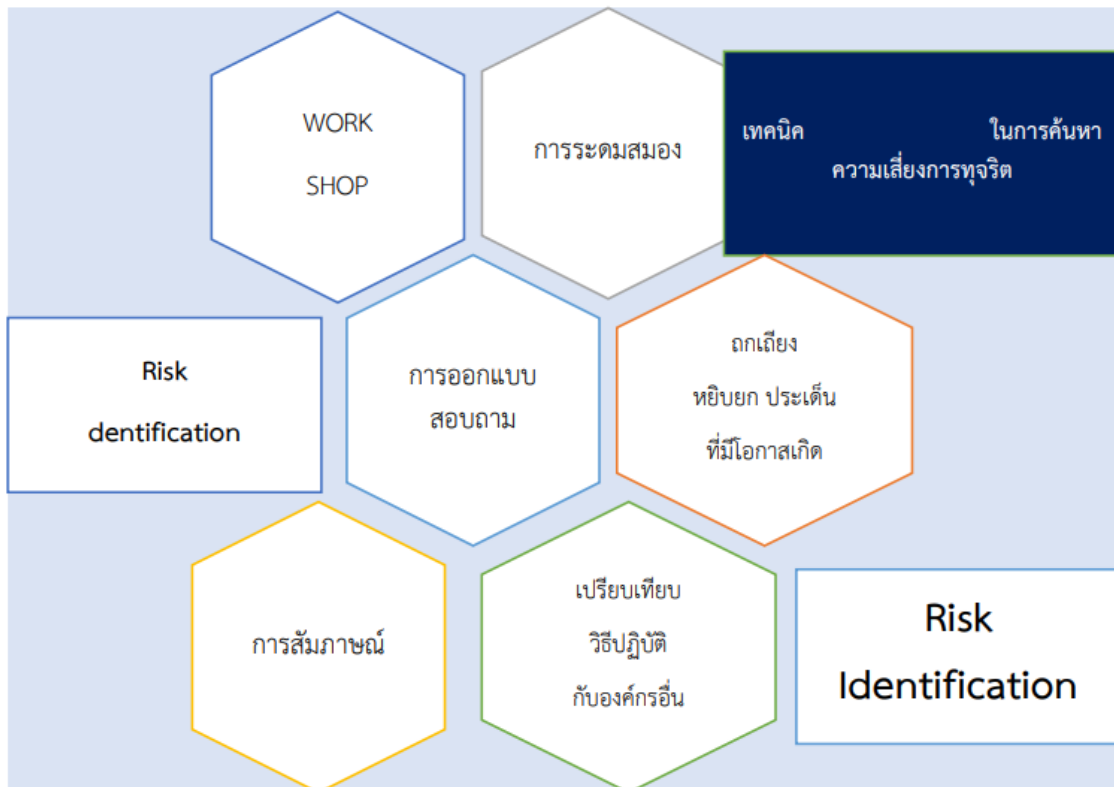 WORK
SHOP
การระดมสมอง
เทคนิค ในการค้นหา
ความเสี่ยงการทุจริต
Risk
dentification
การออกแบบ
สอบถาม
ถกเถียง
หยิบยก ประเด็น
ที่มีโอกาสเกิด
การสัมภาษณ์
เปรียบเทียบ
วิธีปฏิบัติ
กับองค์กรอื่น
Risk
Identification